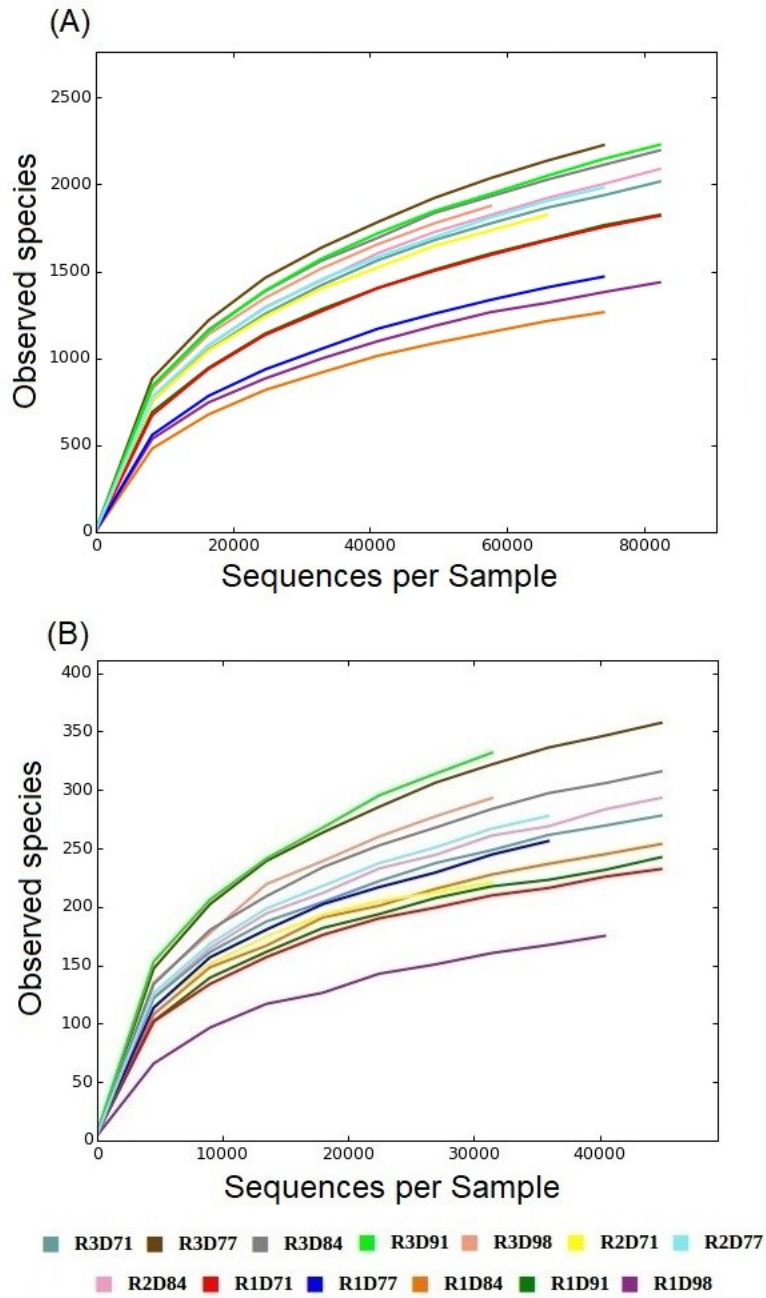 (A)
2500
2000
1500
1000
500
0
0 20000 40000 60000 80000
Observed species
Sequences per Sample
(B)
400
350
300
250
200
150
100
50
0
0 10000 20000 30000 40000
Observed species
Sequences per Sample
R3D71 R3D77 R3D84 R3D91 R3D98 R2D71 R2D77
R2D84 R1D71 R1D77 R1D84 R1D91 R1D98